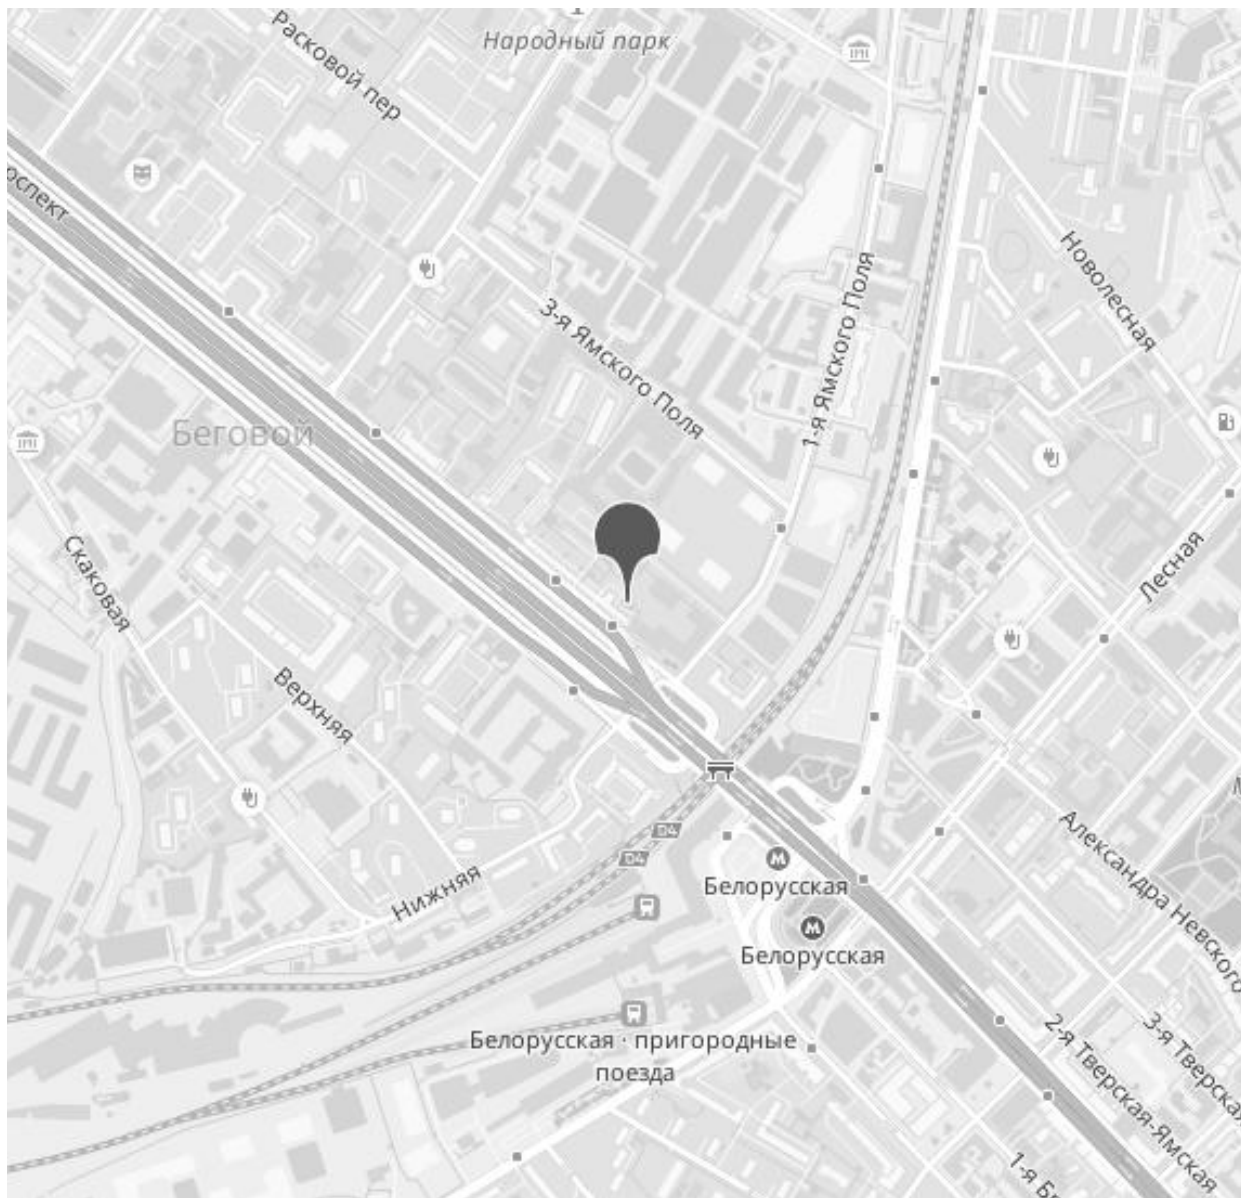 Народный парк
Расковой пер
оспект
Новолесная
3-я Ямского Поля
1-я Ямского Поля
Беговой
Скаковая
Лесная
Верхняя
D4
D4
Александра Невского
Нижняя
М
Белорусская
М
Белорусская
Белорусская · пригородные
поезда
2-я Тверская-Ямская
3-я Тверская